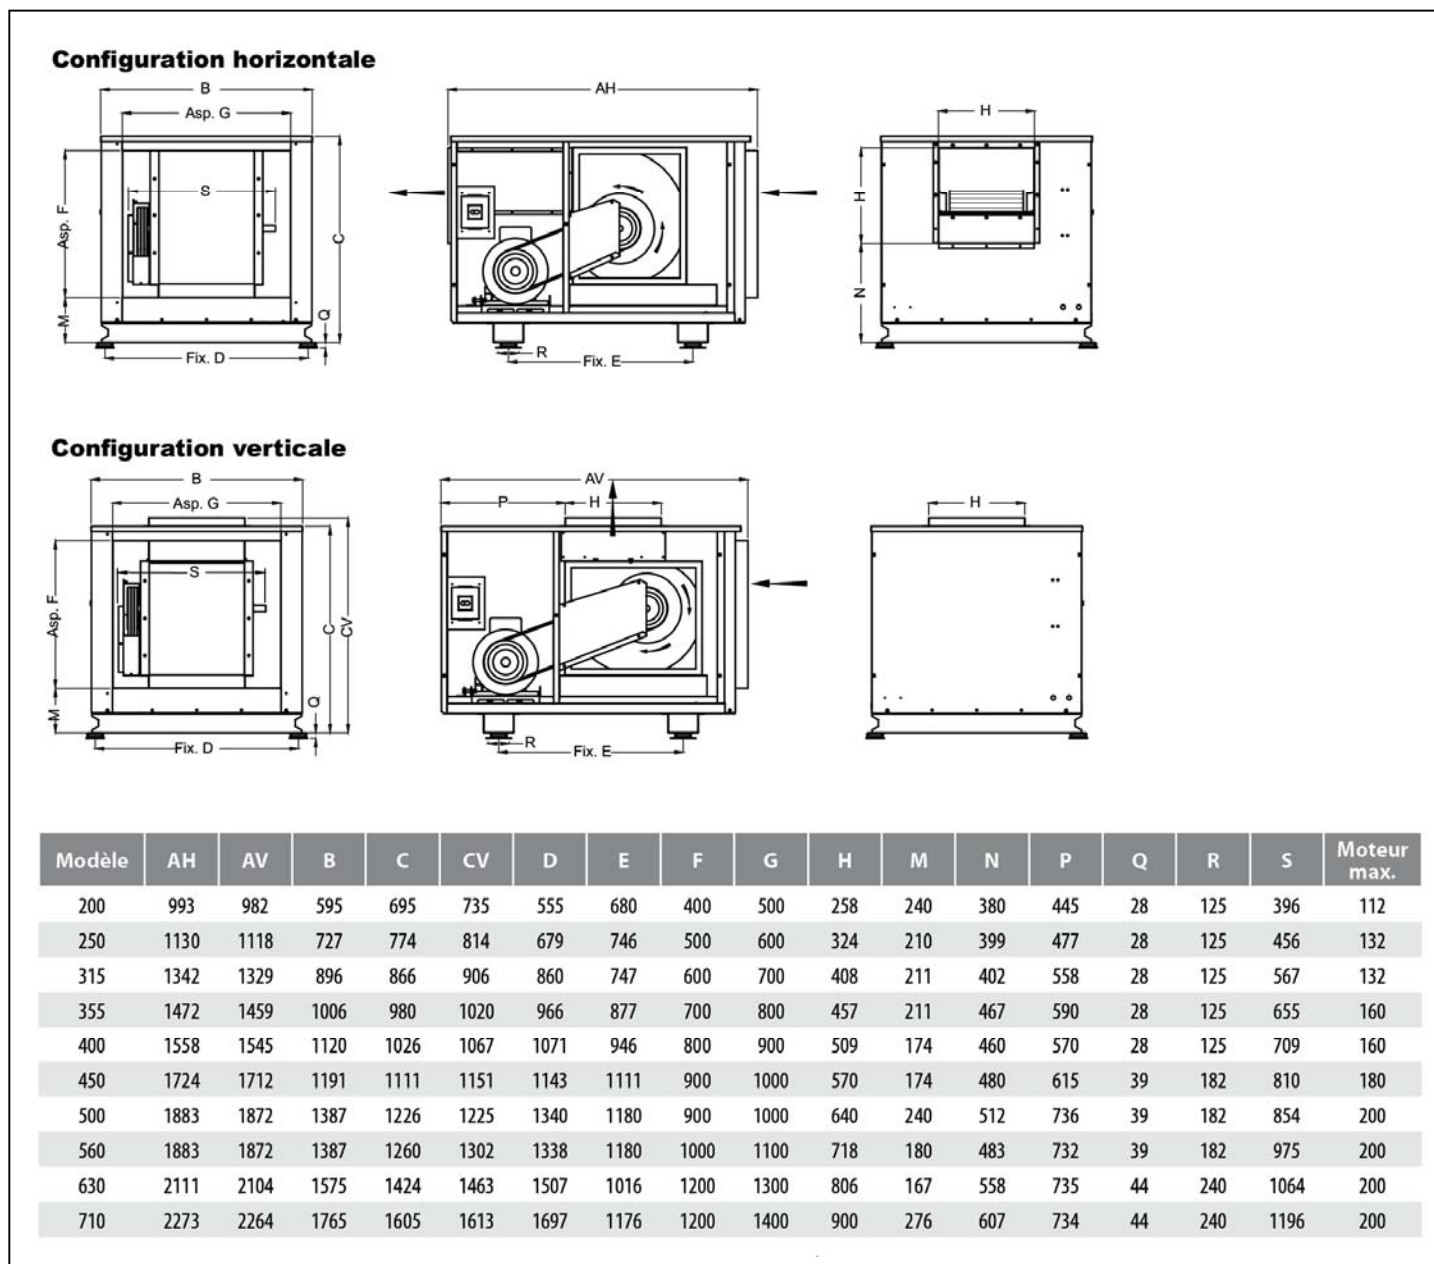 Configuration horizontale
B
AH
Asp. G
H
S
H
Asp. F
C
N
M
Q
Fix. D
R
Fix. E
Configuration verticale
B
AV
Asp. G
P
H
H
S
Asp. F
C
CV
M
Q
Fix. D
R
Fix. E
Modèle AH AV B C CV D E F G H M N P Q R S Moteur max.
200 993 982 595 695 735 555 680 400 500 258 240 380 445 28 125 396 112
250 1130 1118 727 774 814 679 746 500 600 324 210 399 477 28 125 456 132
315 1342 1329 896 866 906 860 747 600 700 408 211 402 558 28 125 567 132
355 1472 1459 1006 980 1020 966 877 700 800 457 211 467 590 28 125 655 160
400 1558 1545 1120 1026 1067 1071 946 800 900 509 174 460 570 28 125 709 160
450 1724 1712 1191 1111 1151 1143 1111 900 1000 570 174 480 615 39 182 810 180
500 1883 1872 1387 1226 1225 1340 1180 900 1000 640 240 512 736 39 182 854 200
560 1883 1872 1387 1260 1302 1338 1180 1000 1100 718 180 483 732 39 182 975 200
630 2111 2104 1575 1424 1463 1507 1016 1200 1300 806 167 558 735 44 240 1064 200
710 2273 2264 1765 1605 1613 1697 1176 1200 1400 900 276 607 734 44 240 1196 200